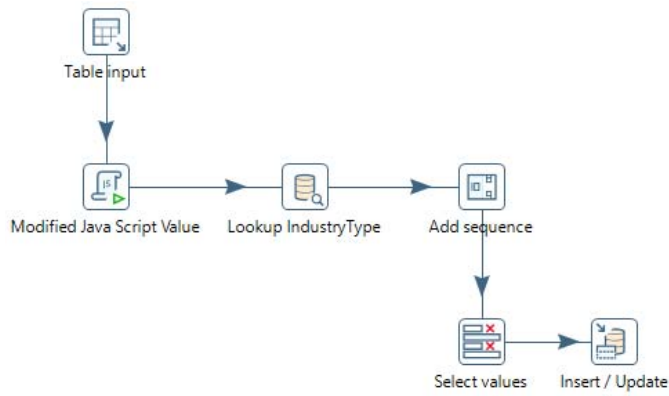 Table input
Modified Java Script Value
Lookup IndustryType
Add sequence
Select values
Insert / Update